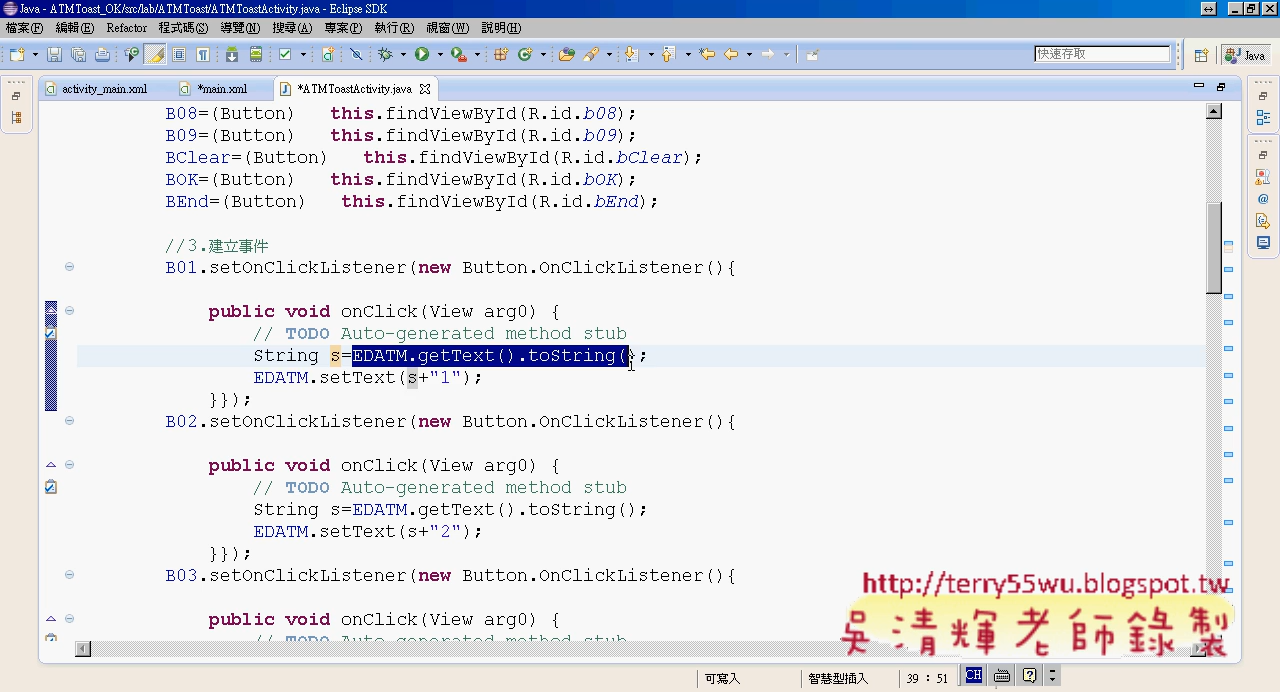 Java - ATMToast_OK/src/lab/ATMToast/ATMToastActivity.java - Eclipse SDK
檔案(F) 編輯(E) Refactor 程式碼(S) 導覽(N) 搜尋(A) 專案(P) 執行(R) 視窗(W) 說明(H)
快速存取 Java
activity_main.xml *main.xml *ATMToastActivity.java
B08=(Button) this.findViewById(R.id.b08);
B09=(Button) this.findViewById(R.id.b09);
BClear=(Button) this.findViewById(R.id.bClear);
BOK=(Button) this.findViewById(R.id.bOK);
BEnd=(Button) this.findViewById(R.id.bEnd);
//3.建立事件
B01.setOnClickListener(new Button.OnClickListener(){
public void onClick(View arg0) {
// TODO Auto-generated method stub
String s=EDATM.getText().toString();
EDATM.setText(s+"1");
}});
B02.setOnClickListener(new Button.OnClickListener(){
public void onClick(View arg0) {
// TODO Auto-generated method stub
String s=EDATM.getText().toString();
EDATM.setText(s+"2");
}});
B03.setOnClickListener(new Button.OnClickListener(){
public void onClick(View arg0) {
// TODO Auto-generated method stub
http://terry55wu.blogspot.tw
吳清輝老師錄製
可寫入 智慧型插入 39 : 51 CH